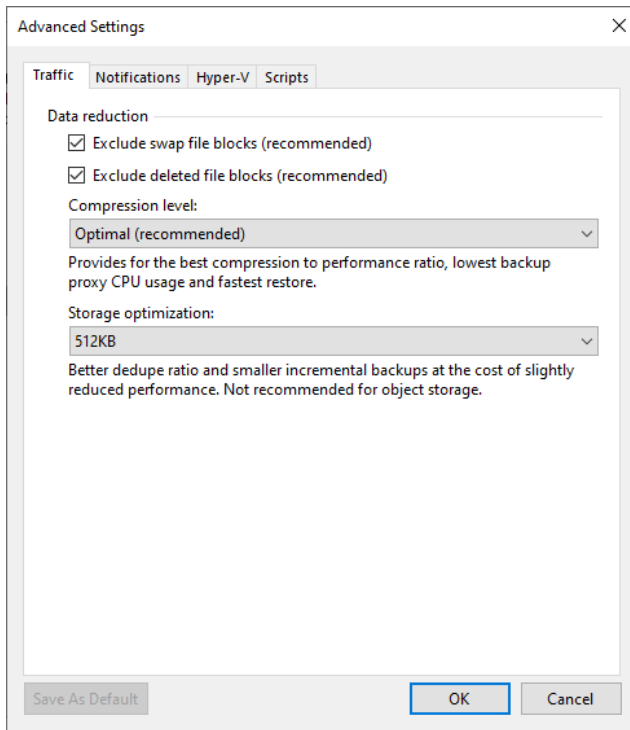 Advanced Settings
Traffic Notifications Hyper-V Scripts
Data reduction
Exclude swap file blocks (recommended)
Exclude deleted file blocks (recommended)
Compression level:
Optimal (recommended)
Provides for the best compression to performance ratio, lowest backup
proxy CPU usage and fastest restore.
Storage optimization:
512KB
Better dedupe ratio and smaller incremental backups at the cost of slightly
reduced performance. Not recommended for object storage.
Save As Default OK Cancel